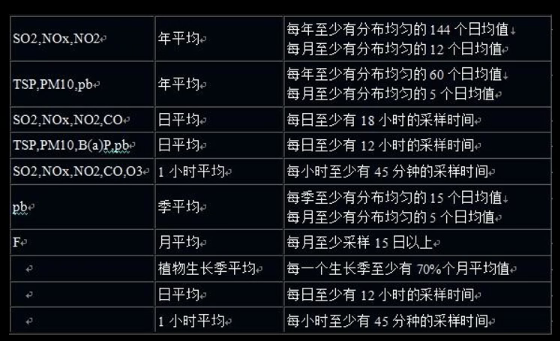 SO2,NOx,NO2 年平均 每年至少有分布均匀的 144 个日均值
每月至少有分布均匀的 12 个日均值
TSP,PM10,pb 年平均 每年至少有分布均匀的 60 个日均值
每月至少有分布均匀的 5 个日均值
SO2,NOx,NO2,CO 日平均 每日至少有 18 小时的采样时间
TSP,PM10,B(a)P,pb 日平均 每日至少有 12 小时的采样时间
SO2,NOx,NO2,CO,O3 1 小时平均 每小时至少有 45 分钟的采样时间
pb 季平均 每季至少有分布均匀的 15 个日均值
每月至少有分布均匀的 5 个日均值
F 月平均 每月至少采样 15 日以上
植物生长季平均 每一个生长季至少有 70%个月平均值
日平均 每日至少有 12 小时的采样时间
1 小时平均 每小时至少有 45 分种的采样时间